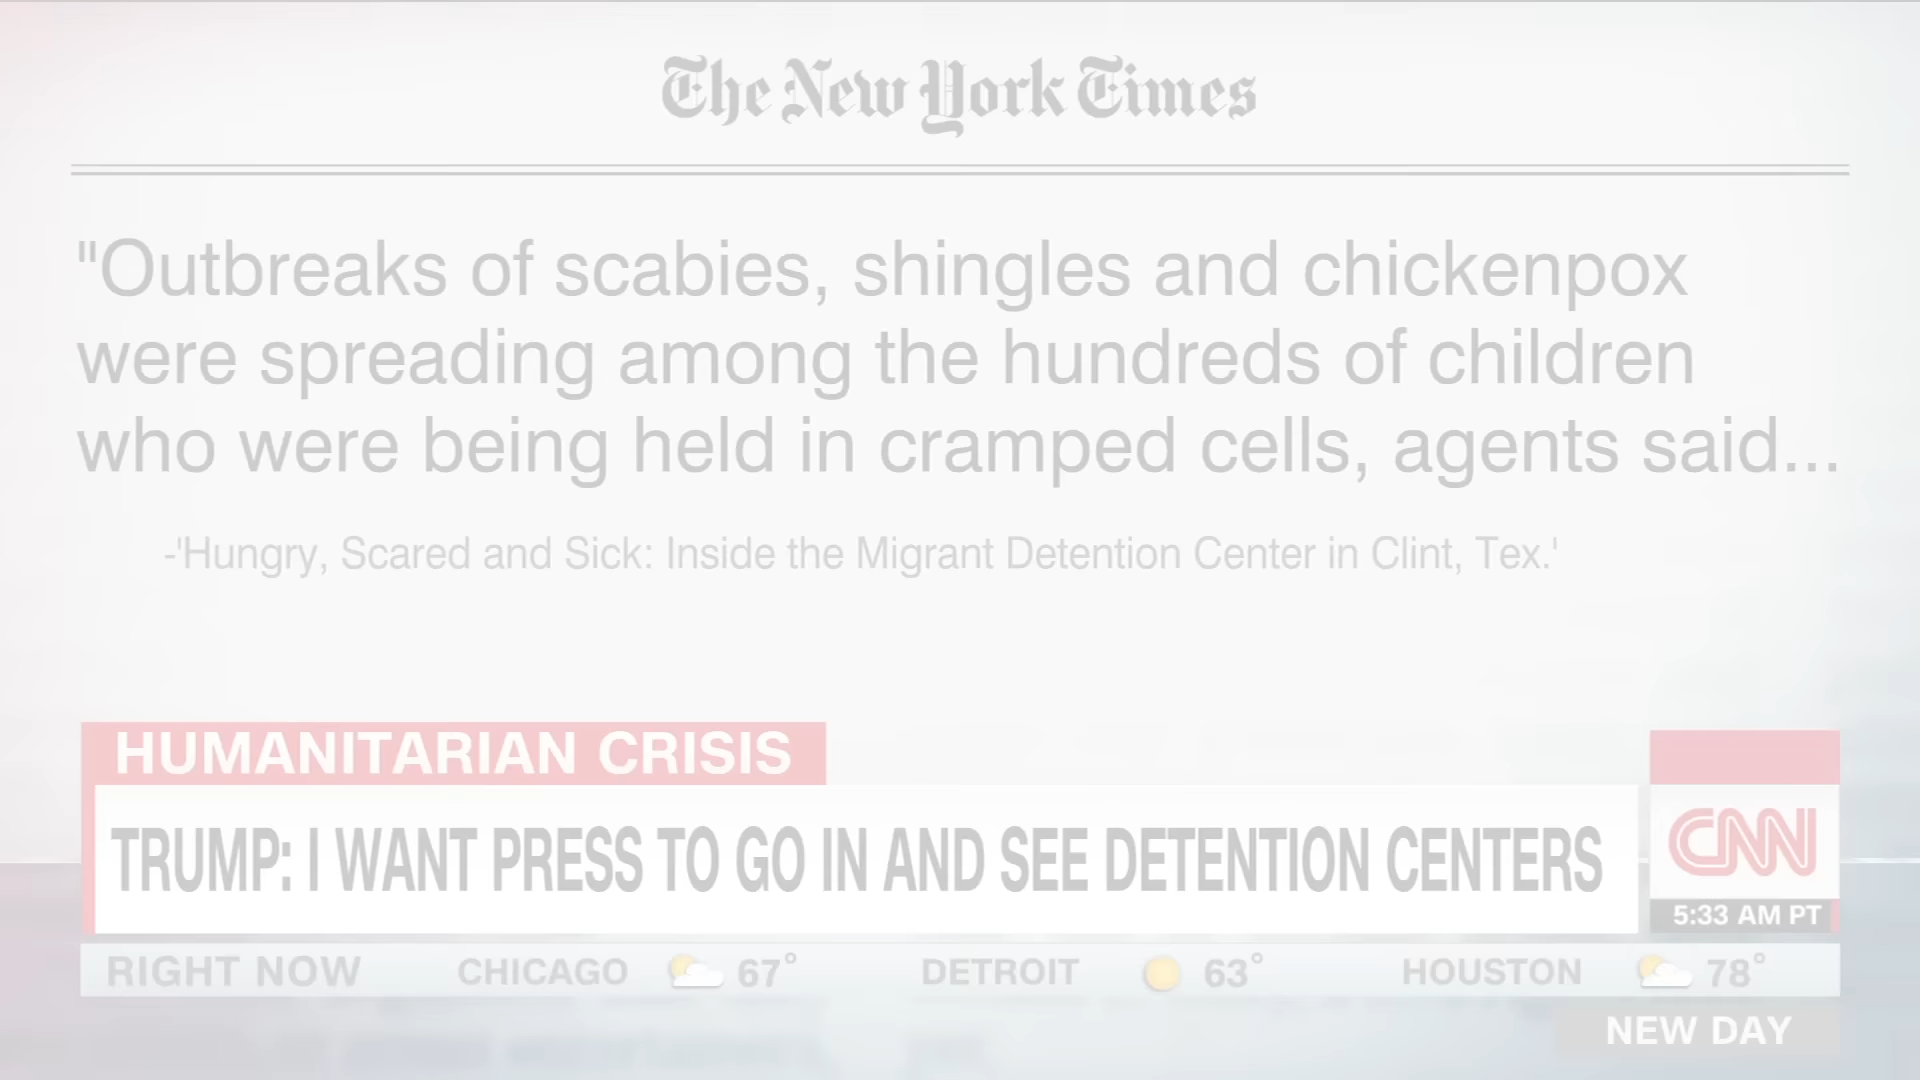 The New York Times
"Outbreaks of scabies, shingles and chickenpox
were spreading among the hundreds of children
who were being held in cramped cells, agents said...
-'Hungry, Scared and Sick: Inside the Migrant Detention Center in Clint, Tex.'
HUMANITARIAN CRISIS
TRUMP: I WANT PRESS TO GO IN AND SEE DETENTION CENTERS
CNN
5:33 AM PT
RIGHT NOW CHICAGO 67° DETROIT 63° HOUSTON 78°
NEW DAY